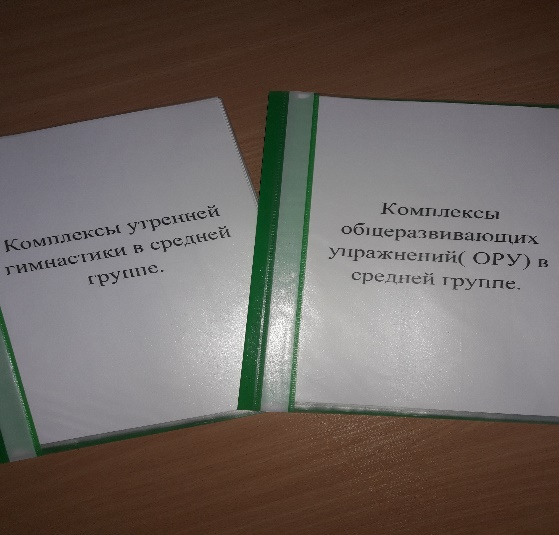 Комплексы утренней
гимнастики в средней
группе.
Комплексы
общеразвивающих
упражнений( ОРУ) в
средней группе.